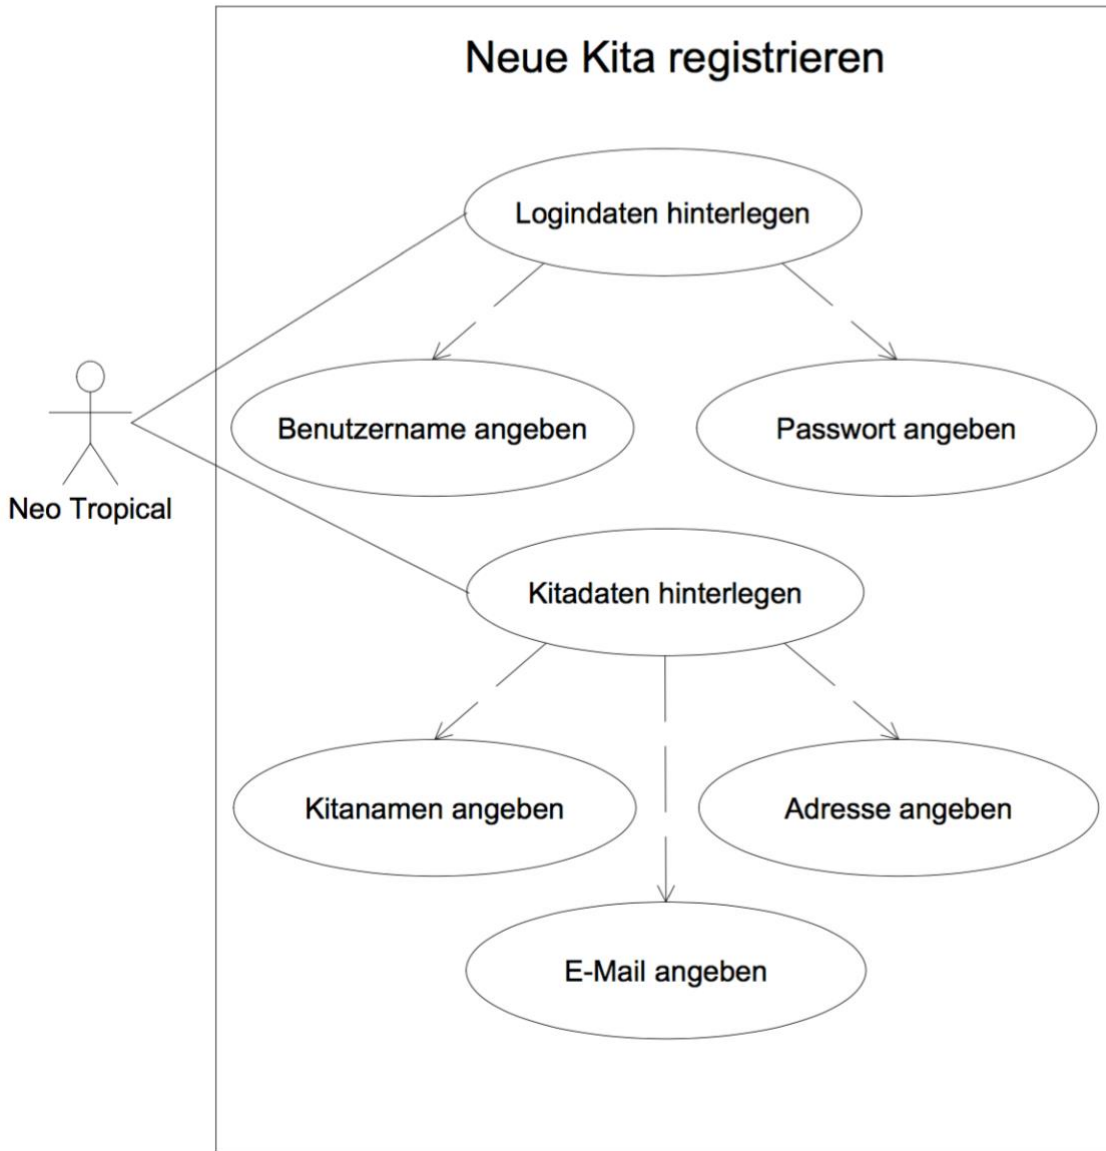 Neue Kita registrieren
Logindaten hinterlegen
Benutzername angeben
Passwort angeben
Neo Tropical
Kitadaten hinterlegen
Kitanamen angeben
Adresse angeben
E-Mail angeben